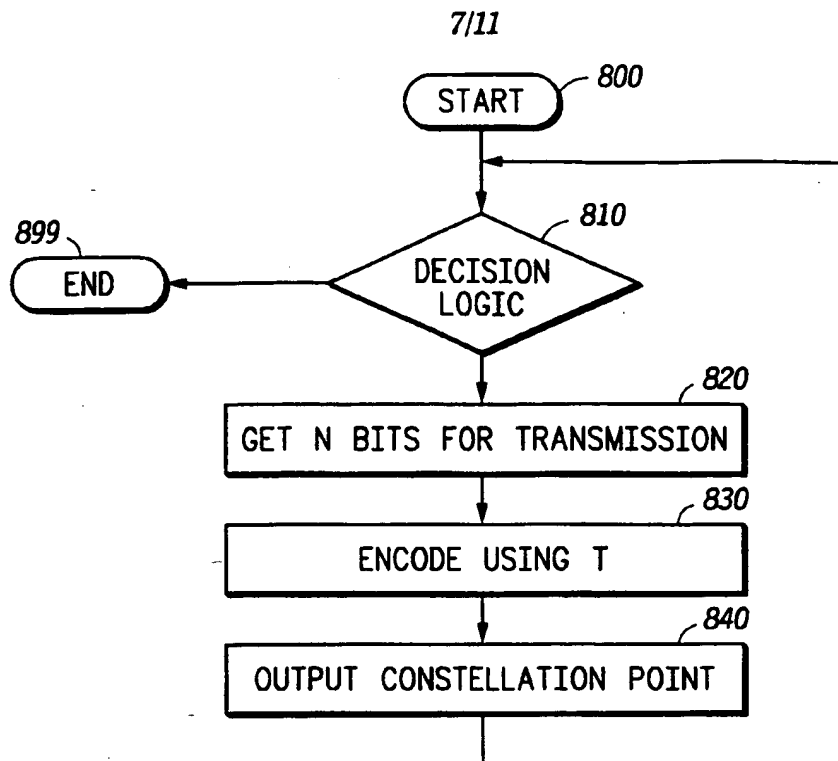 7/11
START
800
810
899
END
DECISION
LOGIC
820
GET N BITS FOR TRANSMISSION
830
ENCODE USING T
840
OUTPUT CONSTELLATION POINT